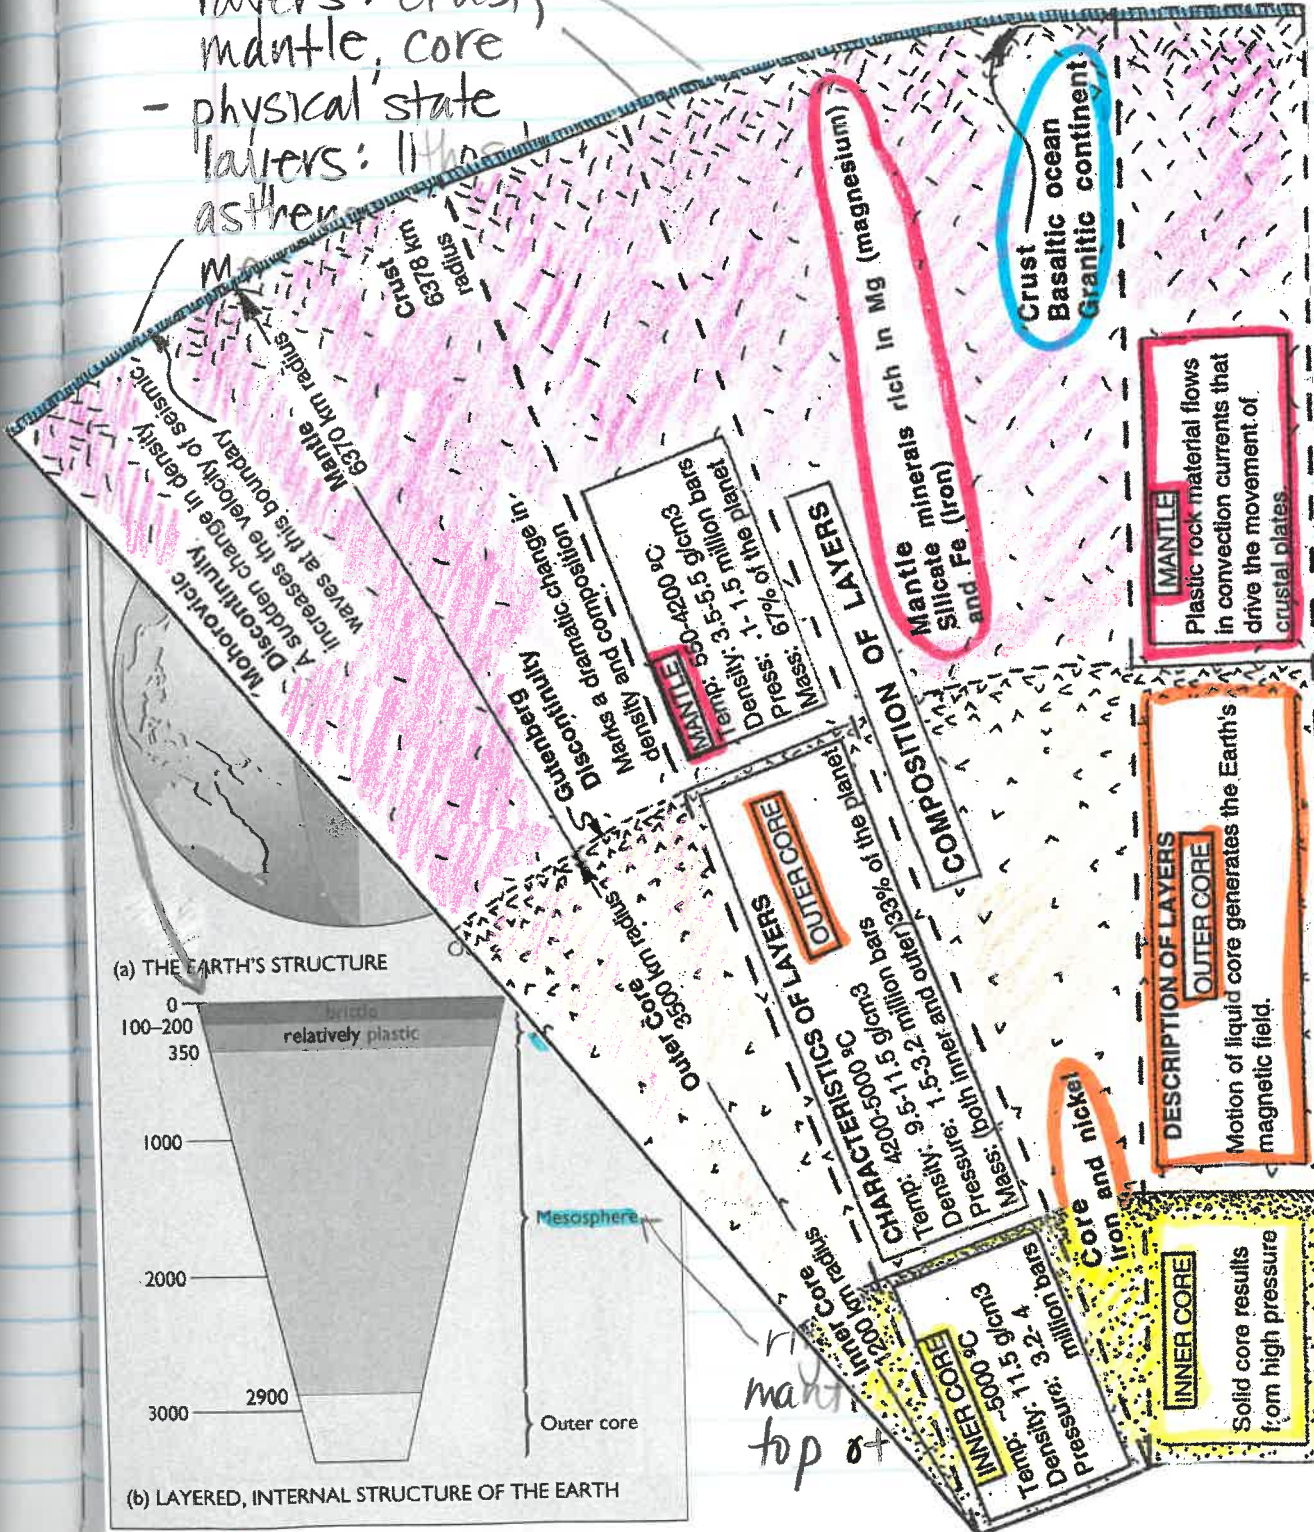 layers: crust,
mantle, core
- physical state
layers: lithos
asthen
"Mohorovicic
Discontinuity
A sudden change in density
increases the velocity of seismic
waves at this boundary
Mantle
6370 km radius
Crust
6378 km
radius
Gutenberg
Discontinuity
Marks a dramatic change in
density and composition
MANTLE
Temp: 550-4200 ºC
Density: 3.5-5.5 g/cm3
Press: .1- 1.5 million bars
Mass: 67% of the planet
COMPOSITION OF LAYERS
Mantle
Silicate minerals rich in Mg (magnesium)
and Fe (Iron)
Crust
Basaltic ocean
Granitic continent
MANTLE
Plastic rock material flows
in convection currents that
drive the movement of
crustal plates.
Outer Core
3500 km radius
CHARACTERISTICS OF LAYERS
OUTER CORE
Temp: 4200-5000 ºC
Density: 9.5-11.5 g/cm3
Pressure: 1.5-3.2 million bars
Mass: (both inner and outer) 33% of the planet
DESCRIPTION OF LAYERS
OUTER CORE
Motion of liquid core generates the Earth's
magnetic field.
Core
Iron and nickel
Inner Core
1200 km radius
INNER CORE
Temp: ~5000 ºC
Density: 11.5 g/cm3
Pressure: 3.2- 4
million bars
INNER CORE
Solid core results
from high pressure
(a) THE EARTH'S STRUCTURE
0
brittle
100–200
relatively plastic
350
1000
Mesosphere
2000
2900
3000
Outer core
(b) LAYERED, INTERNAL STRUCTURE OF THE EARTH
top of